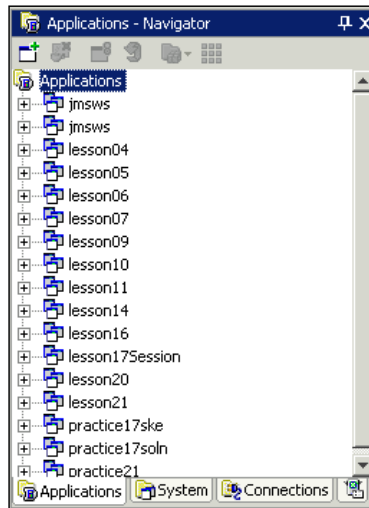 Applications - Navigator
Applications
jmsws
jmsws
lesson04
lesson05
lesson06
lesson07
lesson09
lesson10
lesson11
lesson14
lesson16
lesson17Session
lesson20
lesson21
practice17ske
practice17soln
practice21
Applications System Connections